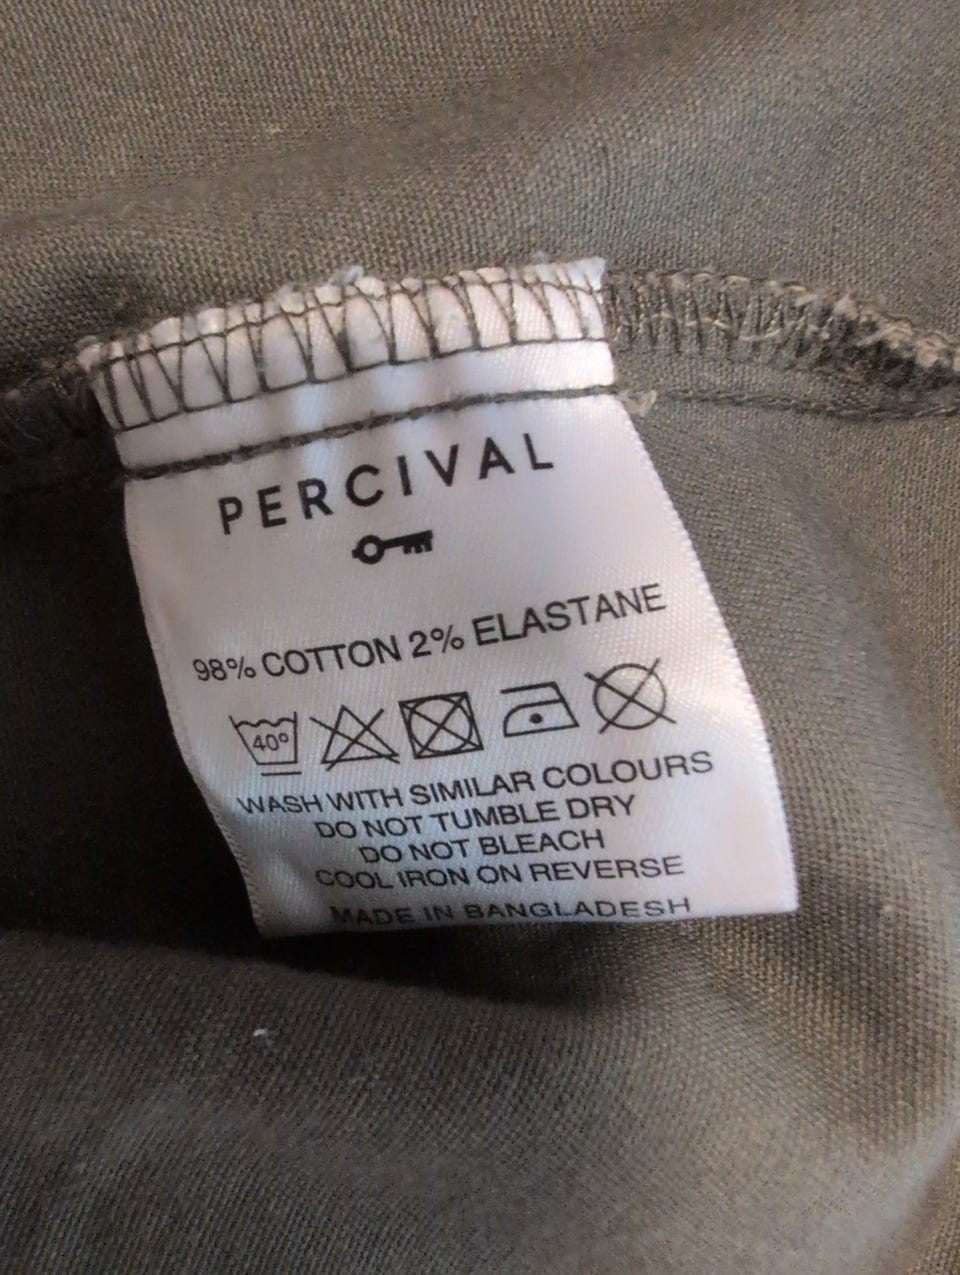 PERCIVAL
98% COTTON 2% ELASTANE
40°
WASH WITH SIMILAR COLOURS
DO NOT TUMBLE DRY
DO NOT BLEACH
COOL IRON ON REVERSE
MADE IN BANGLADESH